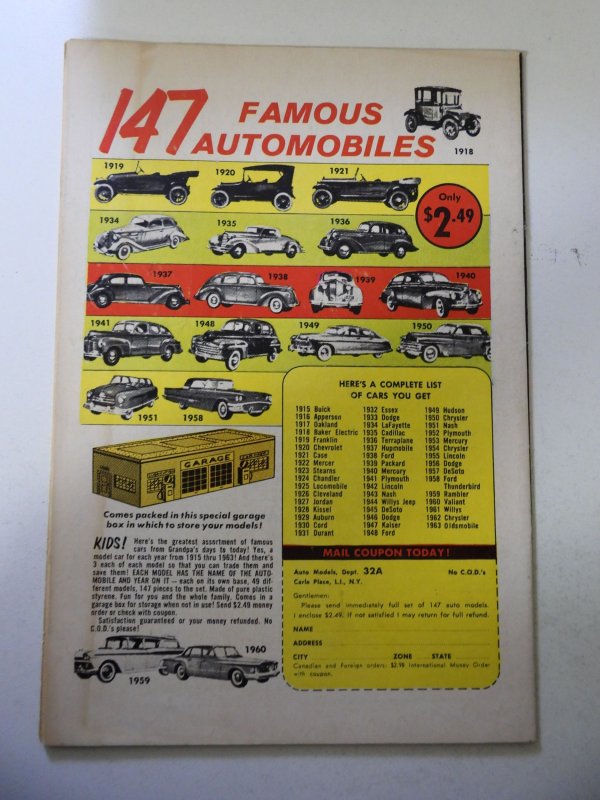 147 FAMOUS
AUTOMOBILES
1918
1919
1920
1921
Only
$2.49
1934
1935
1936
1937
1938
1939
1940
1941
1948
1949
1950
1951
1958
GARAGE
Comes packed in this special garage
box in which to store your models!
KIDS! Here's the greatest assortment of famous
cars from Grandpa's days to today! Yes, a
model car for each year from 1915 thru 1963! And there's
3 each of each model so that you can trade them and
save them! EACH MODEL HAS THE NAME OF THE AUTO-
MOBILE AND YEAR ON IT — each on its own base, 49 dif-
ferent models, 147 pieces to the set. Made of pure plastic
styrene. Fun for you and the whole family. Comes in a
garage box for storage when not in use! Send $2.49 money
order or check with coupon.
Satisfaction guaranteed or your money refunded. No
C.O.D.'s please!
1959
1960
HERE'S A COMPLETE LIST
OF CARS YOU GET
1915 Buick
1916 Apperson
1917 Oakland
1918 Baker Electric
1919 Franklin
1920 Chevrolet
1921 Case
1922 Mercer
1923 Stearns
1924 Chandler
1925 Locomobile
1926 Cleveland
1927 Jordan
1928 Kissel
1929 Auburn
1930 Cord
1931 Durant
1932 Essex
1933 Dodge
1934 LaFayette
1935 Cadillac
1936 Terraplane
1937 Hupmobile
1938 Ford
1939 Packard
1940 Mercury
1941 Plymouth
1942 Lincoln
1943 Nash
1944 Willys Jeep
1945 DeSoto
1946 Dodge
1947 Kaiser
1948 Ford
1949 Hudson
1950 Chrysler
1951 Nash
1952 Plymouth
1953 Mercury
1954 Chrysler
1955 Lincoln
1956 Dodge
1957 DeSoto
1958 Ford
Thunderbird
1959 Rambler
1960 Valiant
1961 Willys
1962 Chrysler
1963 Oldsmobile
MAIL COUPON TODAY!
Auto Models, Dept. 32A No C.O.D.'s
Carle Place, L.I., N.Y.
Gentlemen:
Please send immediately full set of 147 auto models.
I enclose $2.49. If not satisfied I may return for full refund.
NAME
ADDRESS
CITY ZONE STATE
Canadian and Foreign orders: International Money Order
with coupon.